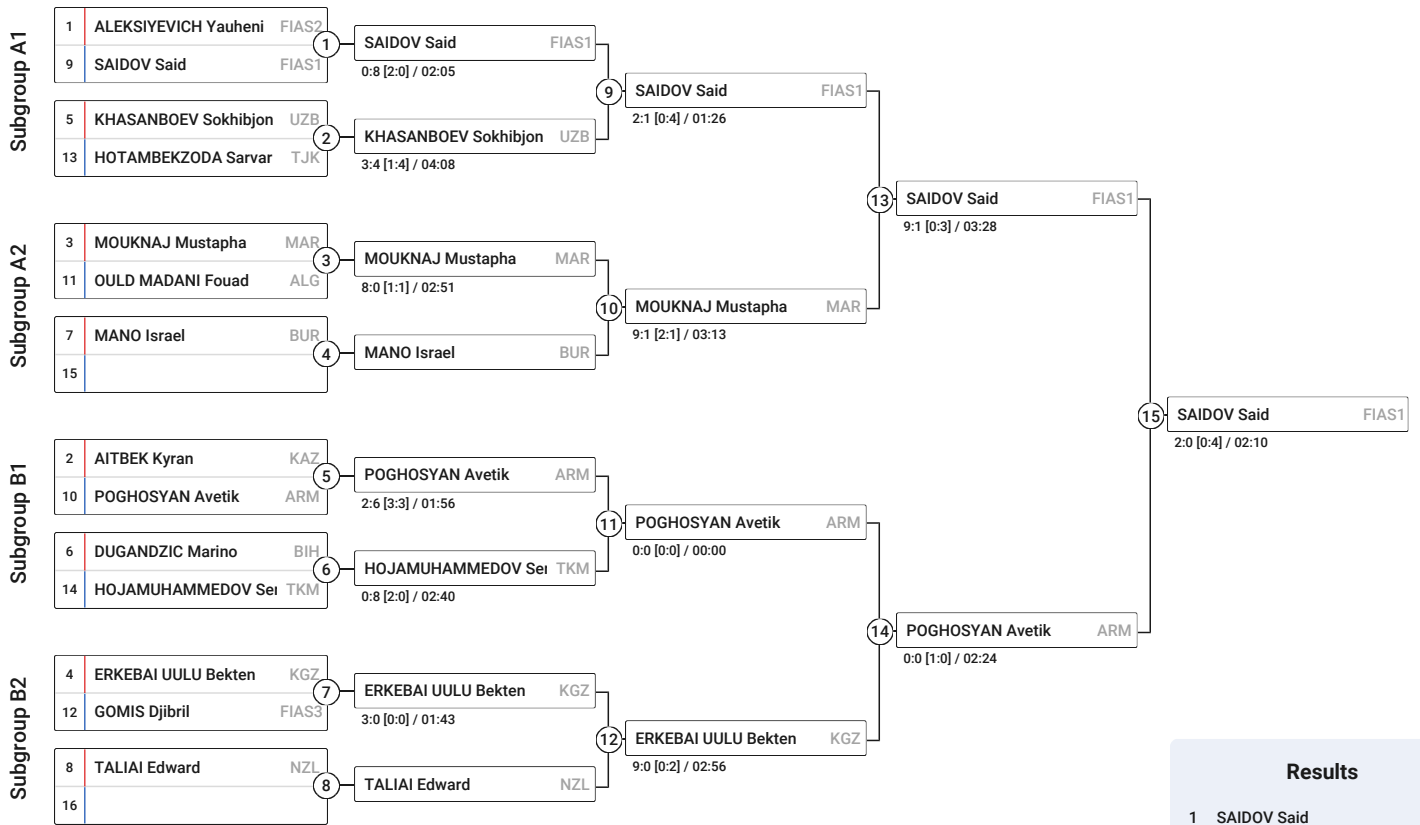 Subgroup A1
1 ALEKSIYEVICH Yauheni FIAS2
9 SAIDOV Said FIAS1
1
SAIDOV Said FIAS1
0:8 [2:0] / 02:05
5 KHASANBOEV Sokhibjon UZB
13 HOTAMBEKZODA Sarvar TJK
2
KHASANBOEV Sokhibjon UZB
3:4 [1:4] / 04:08
9
SAIDOV Said FIAS1
2:1 [0:4] / 01:26
Subgroup A2
3 MOUKNAJ Mustapha MAR
11 OULD MADANI Fouad ALG
3
MOUKNAJ Mustapha MAR
8:0 [1:1] / 02:51
7 MANO Israel BUR
15
4
MANO Israel BUR
10
MOUKNAJ Mustapha MAR
9:1 [2:1] / 03:13
13
SAIDOV Said FIAS1
9:1 [0:3] / 03:28
Subgroup B1
2 AITBEK Kyran KAZ
10 POGHOSYAN Avetik ARM
5
POGHOSYAN Avetik ARM
2:6 [3:3] / 01:56
6 DUGANDZIC Marino BIH
14 HOJAMUHAMMEDOV Ser TKM
6
HOJAMUHAMMEDOV Ser TKM
0:8 [2:0] / 02:40
11
POGHOSYAN Avetik ARM
0:0 [0:0] / 00:00
Subgroup B2
4 ERKEBAI UULU Bekten KGZ
12 GOMIS Djibril FIAS3
7
ERKEBAI UULU Bekten KGZ
3:0 [0:0] / 01:43
8 TALIAI Edward NZL
16
8
TALIAI Edward NZL
12
ERKEBAI UULU Bekten KGZ
9:0 [0:2] / 02:56
14
POGHOSYAN Avetik ARM
0:0 [1:0] / 02:24
15
SAIDOV Said FIAS1
2:0 [0:4] / 02:10
Results
1 SAIDOV Said